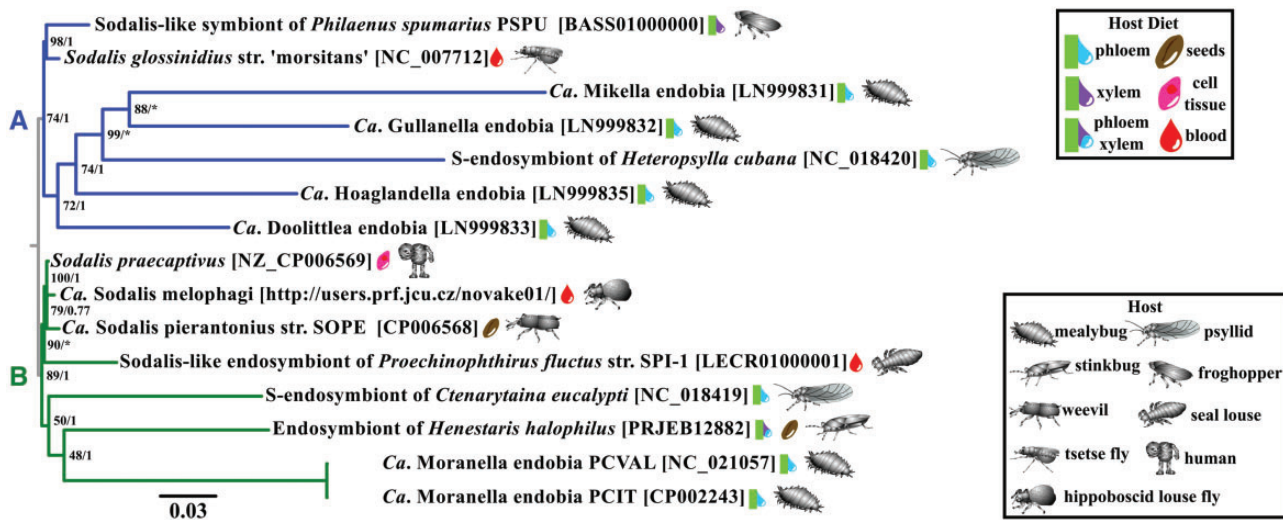 Sodalis-like symbiont of Philaenus spumarius PSPU [BASS01000000]
98/1
Sodalis glossinidius str. 'morsitans' [NC_007712]
Ca. Mikella endobia [LN999831]
88/*
A
74/1
Ca. Gullanella endobia [LN999832]
99/*
S-endosymbiont of Heteropsylla cubana [NC_018420]
74/1
Ca. Hoaglandella endobia [LN999835]
72/1
Ca. Doolittlea endobia [LN999833]
Sodalis praecaptivus [NZ_CP006569]
100/1
Ca. Sodalis melophagi [http://users.prf.jcu.cz/novake01/]
79/0.77
Ca. Sodalis pierantonius str. SOPE [CP006568]
90/*
Sodalis-like endosymbiont of Proechinophthirus fluctus str. SPI-1 [LECR01000001]
B
89/1
S-endosymbiont of Ctenarytaina eucalypti [NC_018419]
50/1
Endosymbiont of Henestaris halophilus [PRJEB12882]
48/1
Ca. Moranella endobia PCVAL [NC_021057]
Ca. Moranella endobia PCIT [CP002243]
0.03
Host Diet
phloem seeds
xylem cell
tissue
phloem
xylem blood
Host
mealybug psyllid
stinkbug froghopper
weevil seal louse
tsetse fly human
hippoboscid louse fly